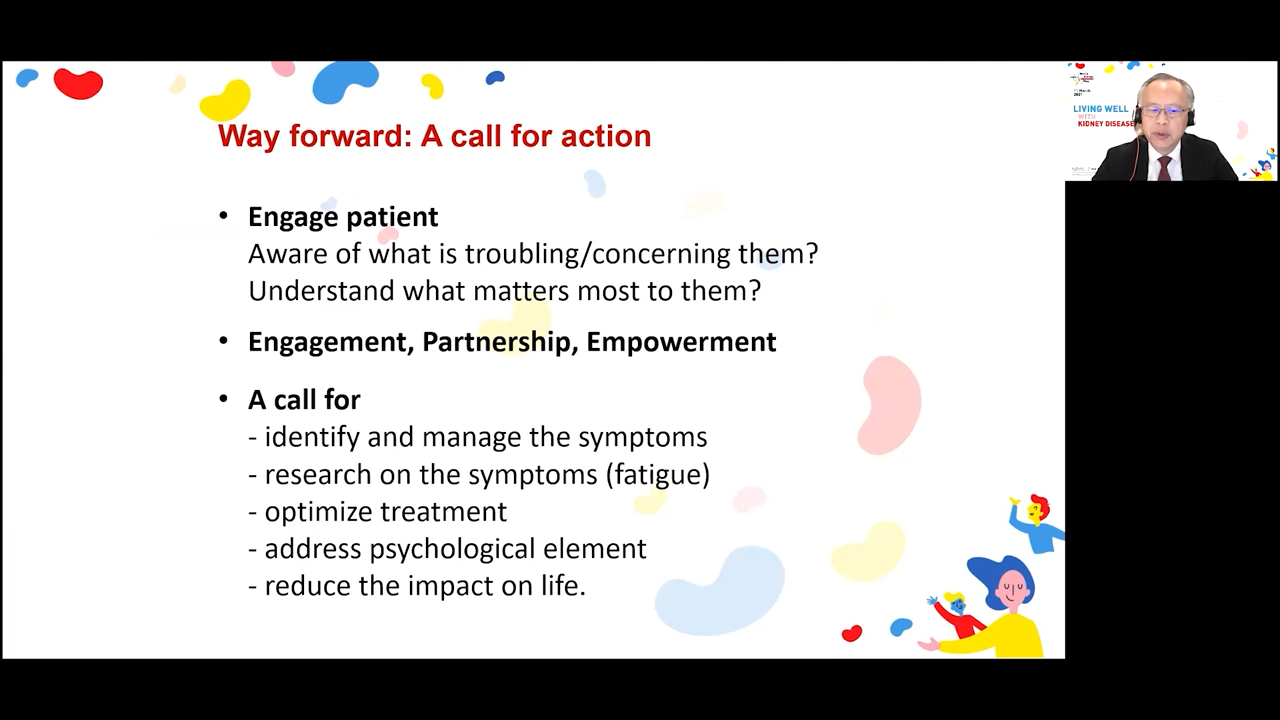 Way forward: A call for action
• Engage patient
Aware of what is troubling/concerning them?
Understand what matters most to them?
• Engagement, Partnership, Empowerment
• A call for
- identify and manage the symptoms
- research on the symptoms (fatigue)
- optimize treatment
- address psychological element
- reduce the impact on life.
March
2021
LIVING WELL
WITH
KIDNEY DISEASE